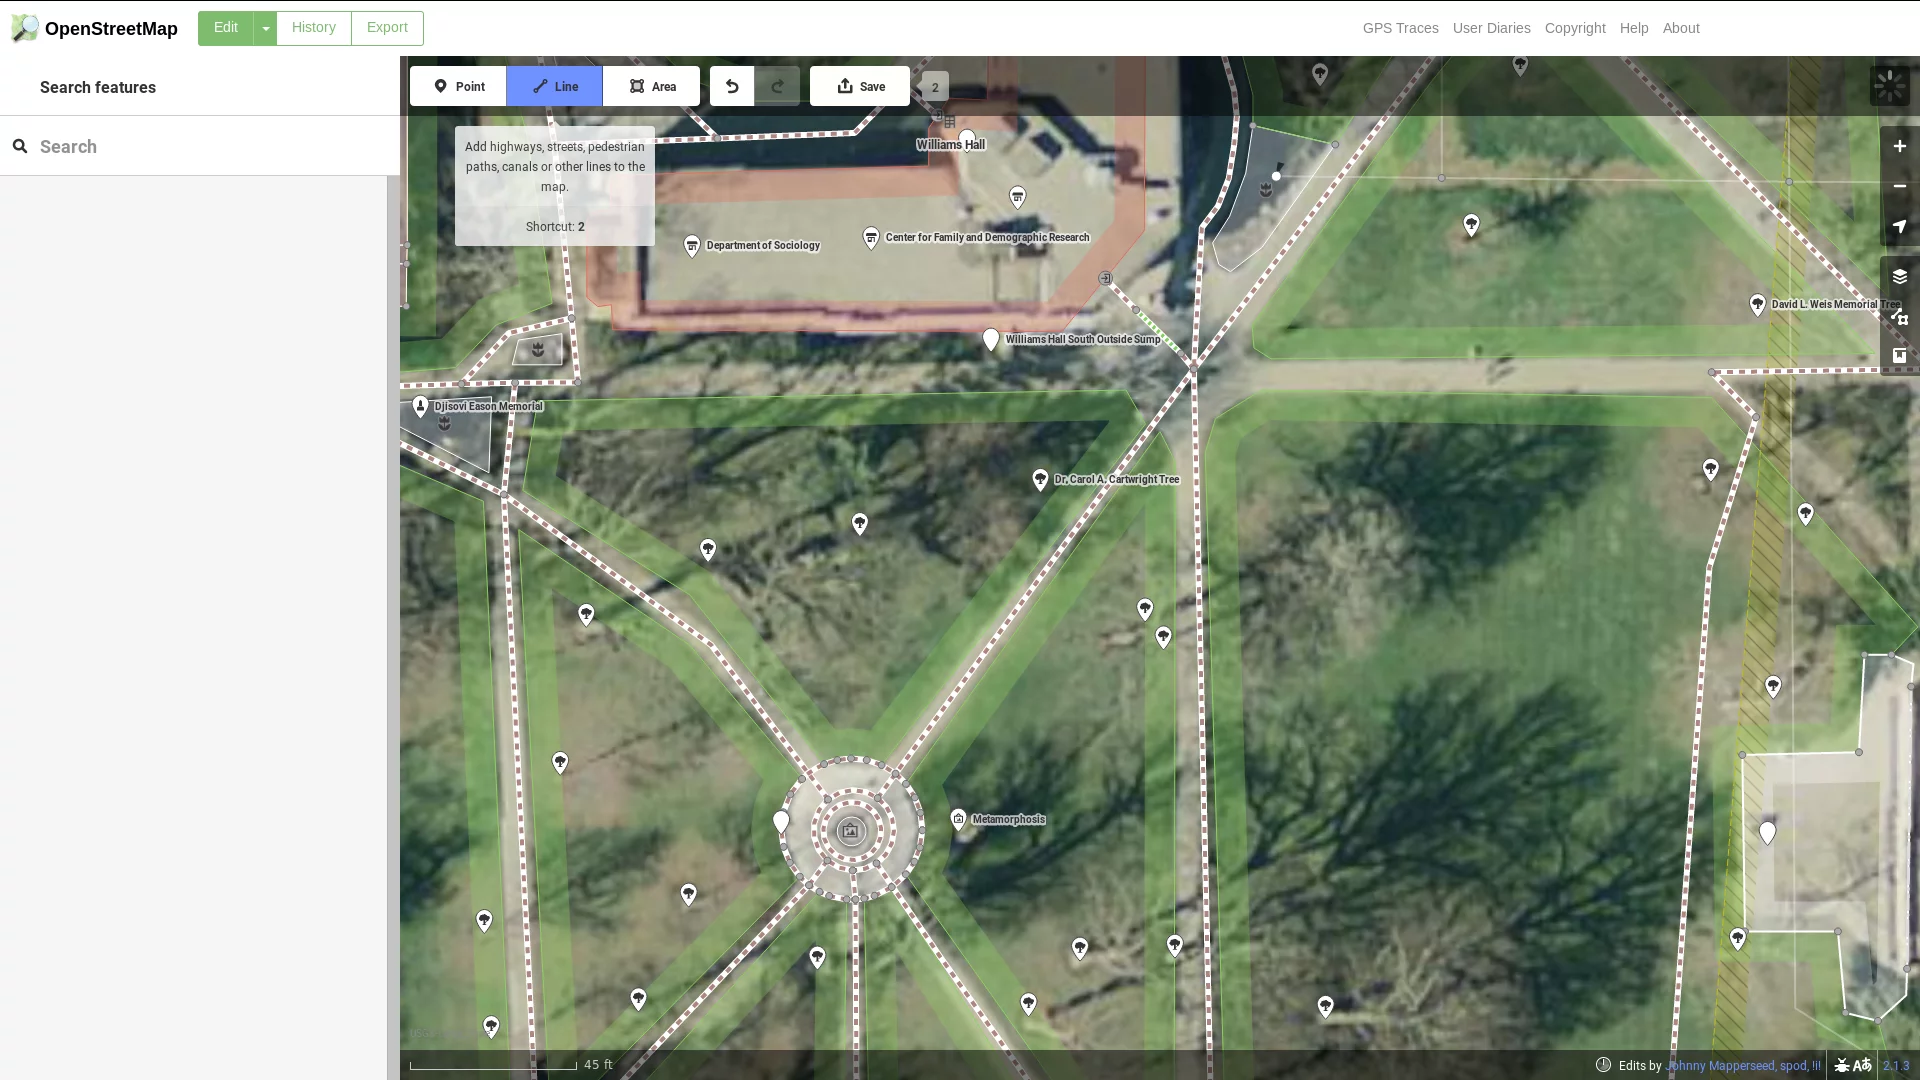 OpenStreetMap
Edit
History
Export
GPS Traces
User Diaries
Copyright
Help
About
Search features
Search
Point
Line
Area
Save
2
Add highways, streets, pedestrian
paths, canals or other lines to the
map.
Shortcut: 2
Williams Hall
Department of Sociology
Center for Family and Demographic Research
David L. Weis Memorial Tree
Williams Hall South Outside Sump
Djisovi Eason Memorial
Dr. Carol A. Cartwright Tree
Metamorphosis
45 ft
Edits by Johnny Mapperseed, spod, !i!
2.1.3